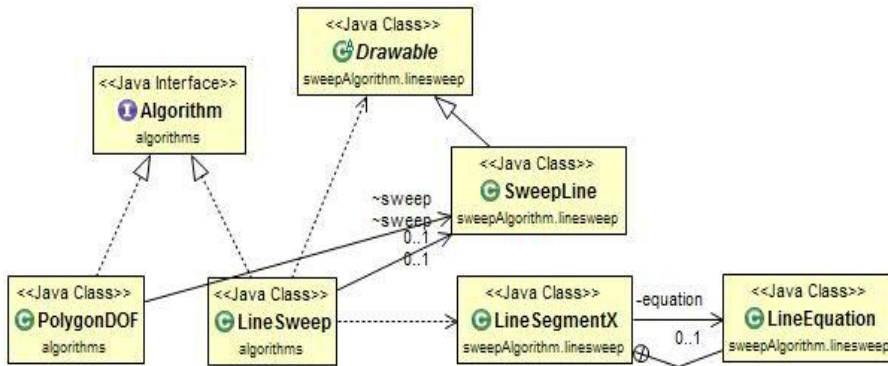 <<Java Class>>
Drawable
sweepAlgorithm.linesweep
<<Java Interface>>
Algorithm
algorithms
<<Java Class>>
SweepLine
sweepAlgorithm.linesweep
~sweep
~sweep
0..1
0..1
<<Java Class>>
PolygonDOF
algorithms
<<Java Class>>
LineSweep
algorithms
<<Java Class>>
LineSegmentX
sweepAlgorithm.linesweep
-equation
0..1
<<Java Class>>
LineEquation
sweepAlgorithm.linesweep